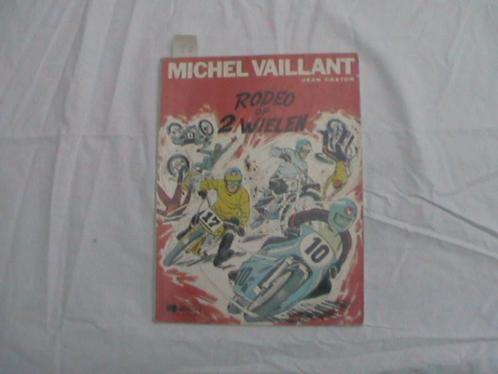 MICHEL VAILLANT
JEAN GRATON
RODEO
OP
2 WIELEN
17
10